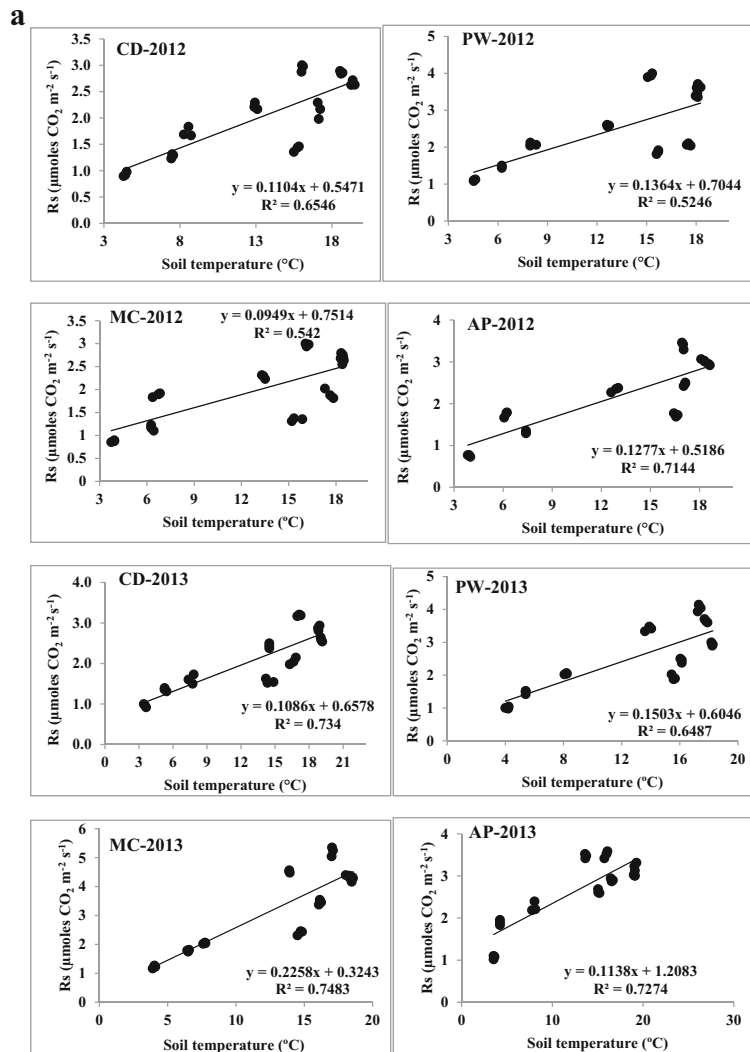 a
CD-2012
Rs (µmoles CO2 m-2 s-1)
3.5
3.0
2.5
2.0
1.5
1.0
0.5
0.0
y = 0.1104x + 0.5471
R² = 0.6546
3 8 13 18
Soil temperature (°C)
PW-2012
Rs (µmoles CO2 m-2 s-1)
5
4
3
2
1
0
y = 0.1364x + 0.7044
R² = 0.5246
3 6 9 12 15 18
Soil temperature (°C)
MC-2012
y = 0.0949x + 0.7514
R² = 0.542
Rs (µmoles CO2 m-2 s-1)
3.5
3
2.5
2
1.5
1
0.5
0
3 6 9 12 15 18
Soil temperature (ºC)
AP-2012
Rs (µmoles CO2 m-2 s-1)
4
3
2
1
0
y = 0.1277x + 0.5186
R² = 0.7144
3 6 9 12 15 18
Soil temperature (°C)
CD-2013
Rs (µmoles CO2 m-2 s-1)
4.0
3.0
2.0
1.0
0.0
y = 0.1086x + 0.6578
R² = 0.734
0 3 6 9 12 15 18 21
Soil temperature (°C)
PW-2013
Rs (µmoles CO2 m-2 s-1)
5
4
3
2
1
0
y = 0.1503x + 0.6046
R² = 0.6487
0 4 8 12 16 20
Soil temperature (ºC)
MC-2013
Rs (µmoles CO2 m-2 s-1)
6
5
4
3
2
1
0
y = 0.2258x + 0.3243
R² = 0.7483
0 5 10 15 20
Soil temperature (ºC)
AP-2013
Rs (µmoles CO2 m-2 s-1)
4
3
2
1
0
y = 0.1138x + 1.2083
R² = 0.7274
0 10 20 30
Soil temperature (ºC)